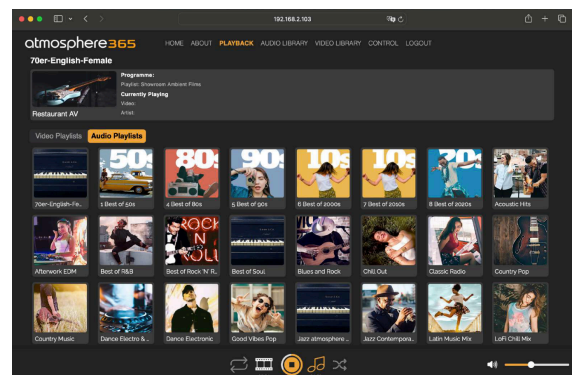 192.168.2.103
atmosphere365
HOME ABOUT PLAYBACK AUDIO LIBRARY VIDEO LIBRARY CONTROL LOGOUT
70er-English-Female
Programme:
Playlist: Showroom Ambient Films
Currently Playing
Video:
Artist:
Restaurant AV
Video Playlists Audio Playlists
50s 80s 90s 10s 10s 20s
70er-English-Fe... 1 Best of 50s 4 Best of 80s 5 Best of 90s 6 Best of 2000s 7 Best of 2010s 8 Best of 2020s Acoustic Hits
ROCK
N
ROLL
Afterwork EDM Best of R&B Best of Rock 'N' R... Best of Soul Blues and Rock Chill Out Classic Radio Country Pop
Country Music Dance Electro & ... Dance Electronic Good Vibes Pop Jazz atmosphere ... Jazz Contempora... Latin Music Mix LoFi Chill Mix